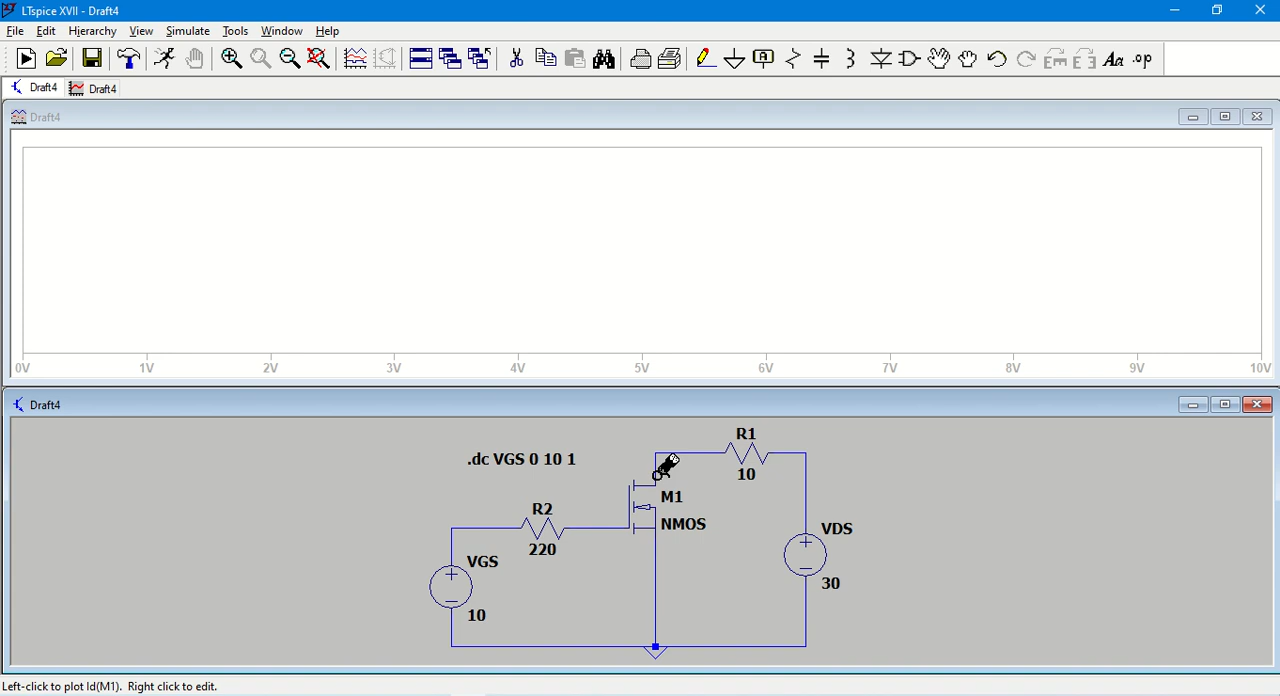 LTspice XVII - Draft4
File Edit Hierarchy View Simulate Tools Window Help
Aa .op
Draft4 Draft4
Draft4
0V 1V 2V 3V 4V 5V 6V 7V 8V 9V 10V
Draft4
R1
.dc VGS 0 10 1
10
M1
R2
NMOS
VDS
220
VGS
30
10
Left-click to plot Id(M1). Right click to edit.